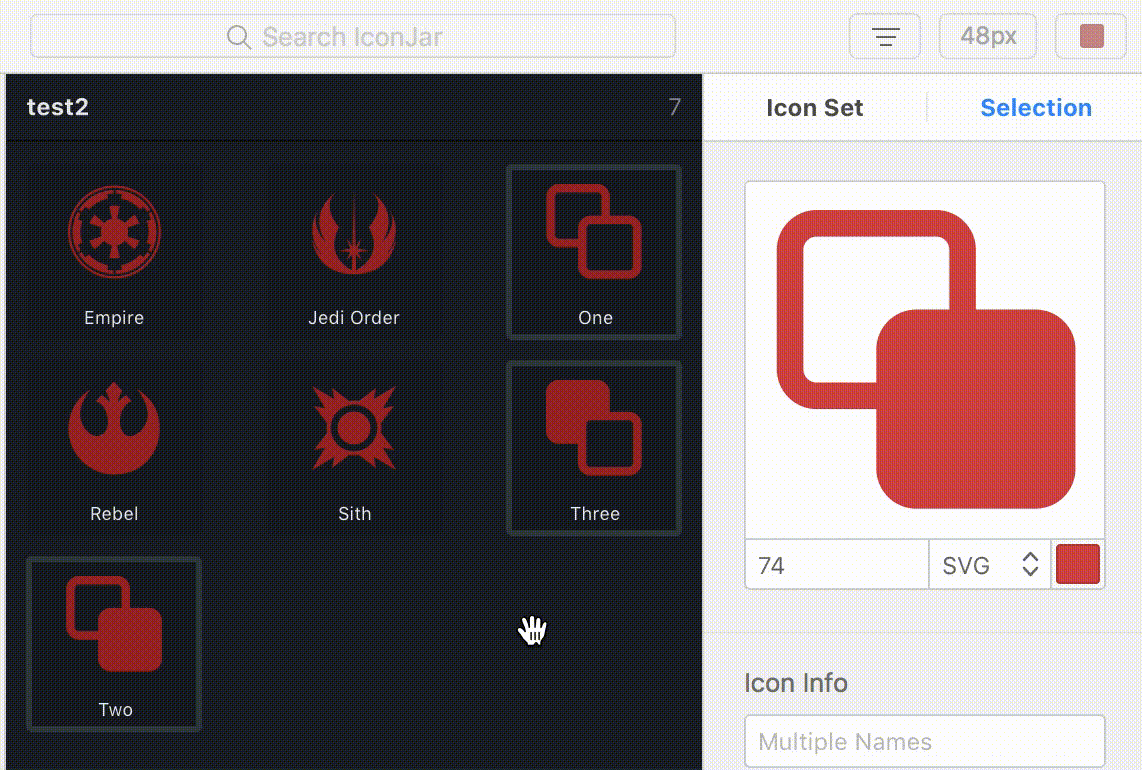 Search IconJar
48px
test2
7
Icon Set
Selection
Empire
Jedi Order
One
Rebel
Sith
Three
Two
74
SVG
Icon Info
Multiple Names